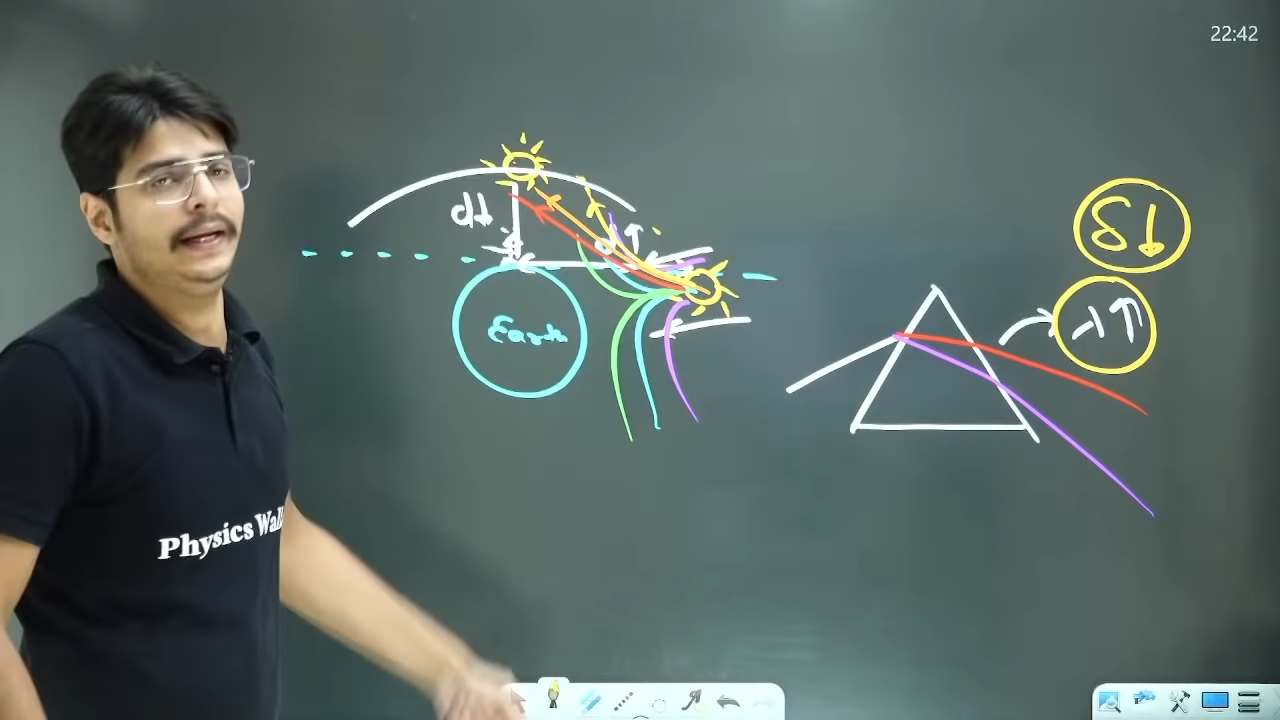 22:42
d↓
δ↓
Earth
λ↑
Physics Wall